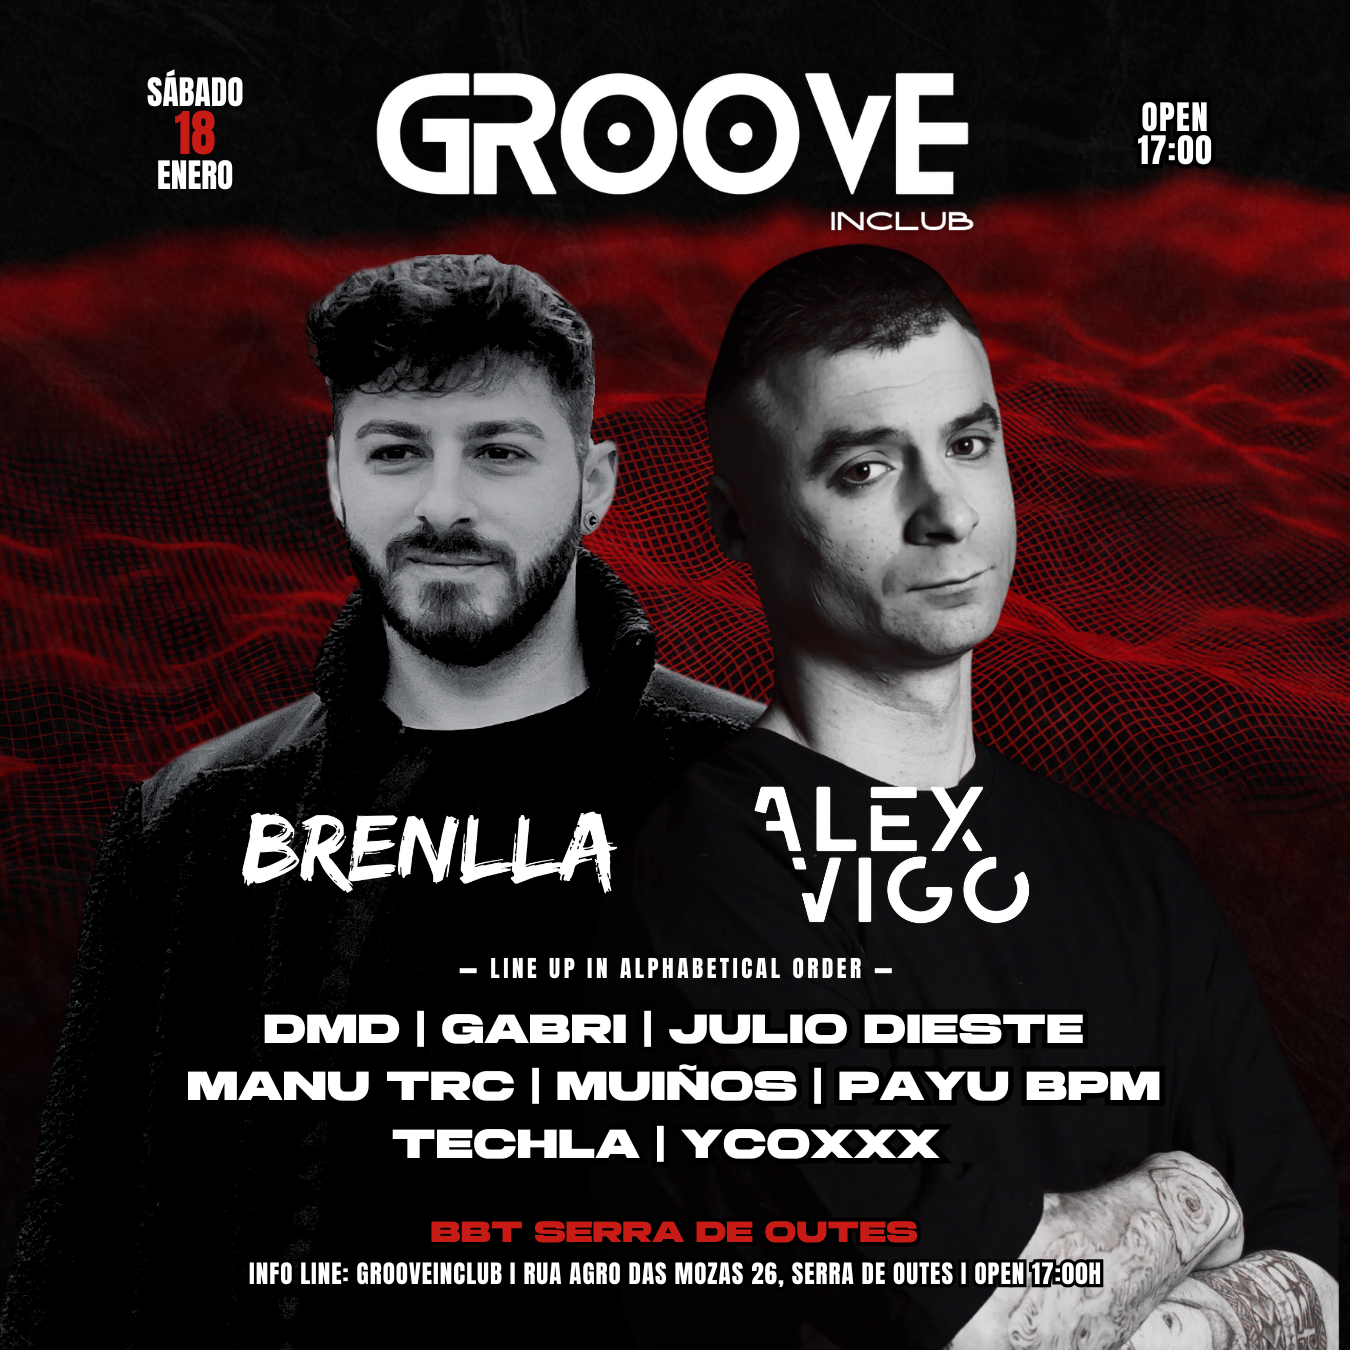 SÁBADO
18
ENERO
GROOVE
INCLUB
OPEN
17:00
BRENLLA
ALEX
VIGO
— LINE UP IN ALPHABETICAL ORDER —
DMD | GABRI | JULIO DIESTE
MANU TRC | MUIÑOS | PAYU BPM
TECHLA | YCOXXX
BBT SERRA DE OUTES
INFO LINE: GROOVEINCLUB I RUA AGRO DAS MOZAS 26, SERRA DE OUTES I OPEN 17:00H